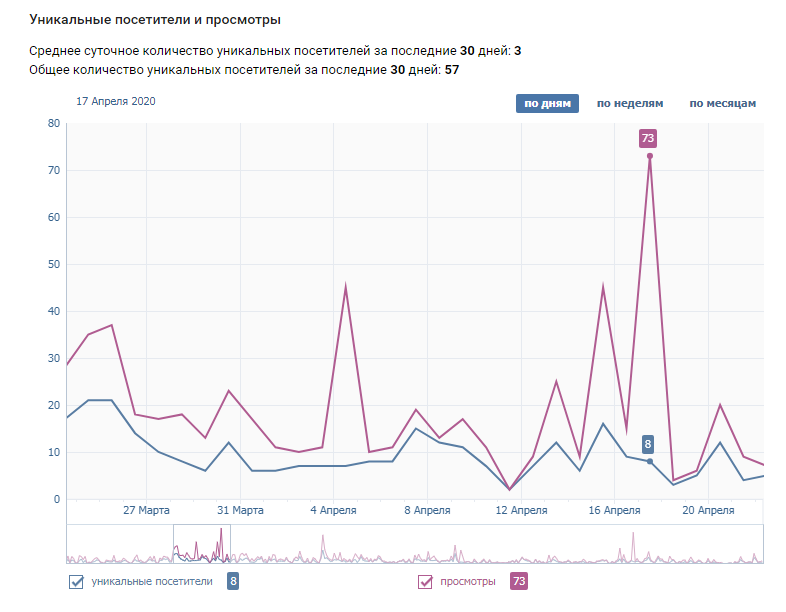 Уникальные посетители и просмотры
Среднее суточное количество уникальных посетителей за последние 30 дней: 3
Общее количество уникальных посетителей за последние 30 дней: 57
17 Апреля 2020
по дням по неделям по месяцам
80
73
70
60
50
40
30
20
8
10
0
27 Марта 31 Марта 4 Апреля 8 Апреля 12 Апреля 16 Апреля 20 Апреля
уникальные посетители 8 просмотры 73